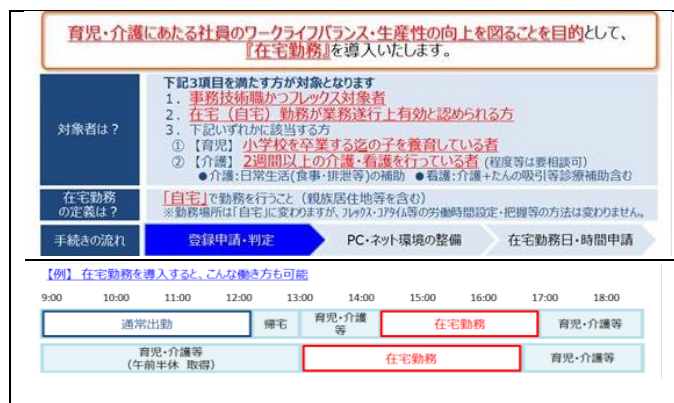 育児・介護にあたる社員のワークライフバランス・生産性の向上を図ることを目的として、
『在宅勤務』を導入いたします。
対象者は？
下記3項目を満たす方が対象となります
1．事務技術職かつフレックス対象者
2．在宅（自宅）勤務が業務遂行上有効と認められる方
3．下記いずれかに該当する方
①【育児】小学校を卒業する迄の子を養育している者
②【介護】2週間以上の介護・看護を行っている者(程度等は要相談可)
●介護:日常生活(食事・排泄等)の補助 ●看護:介護+たんの吸引等診療補助含む
在宅勤務
の定義は？
「自宅」で勤務を行うこと（親族居住地等を含む）
※勤務場所は「自宅」に変わりますが、フレックス・コアタイム等の労働時間設定・把握等の方法は変わりません。
手続きの流れ
登録申請・判定
PC・ネット環境の整備
在宅勤務日・時間申請
【例】 在宅勤務を導入すると、こんな働き方も可能
9:00 10:00 11:00 12:00 13:00 14:00 15:00 16:00 17:00 18:00
通常出勤
帰宅
育児・介護
等
在宅勤務
育児・介護等
育児・介護等
（午前半休 取得）
在宅勤務
育児・介護等